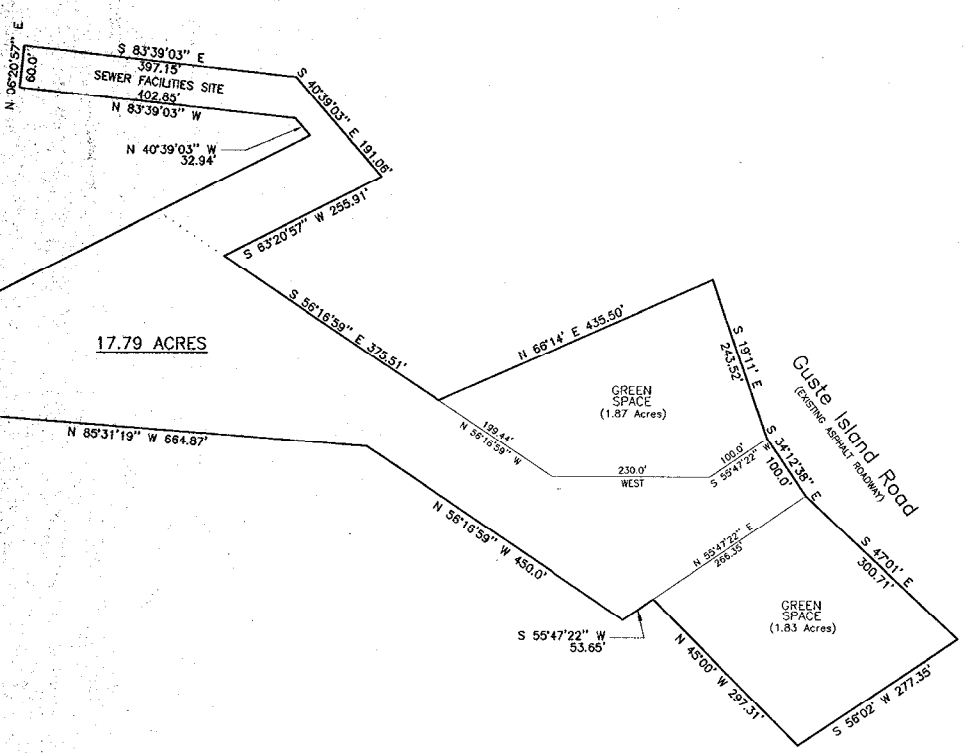 N 06°20'57" E
60.0'
S 83°39'03" E
397.15'
SEWER FACILITIES SITE
402.85'
N 83°39'03" W
S 40°39'03" E 191.06'
N 40°39'03" W
32.94'
S 63°20'57" W 255.91'
S 56°16'59" E 375.51'
17.79 ACRES
N 66°14' E 435.50'
S 19°11' E
243.52'
GREEN
SPACE
(1.87 Acres)
Guste Island Road
(EXISTING ASPHALT ROADWAY)
199.44'
N 56°16'59" W
230.0'
WEST
100.0'
S 55°47'22" W
S 34°12'38" E
100.0'
N 85°31'19" W 664.87'
N 56°16'59" W 450.0'
N 55°47'22" E
266.35'
S 47°01' E
300.71'
GREEN
SPACE
(1.83 Acres)
S 55°47'22" W
53.65'
N 45°00' W 297.31'
S 56°02' W 277.35'